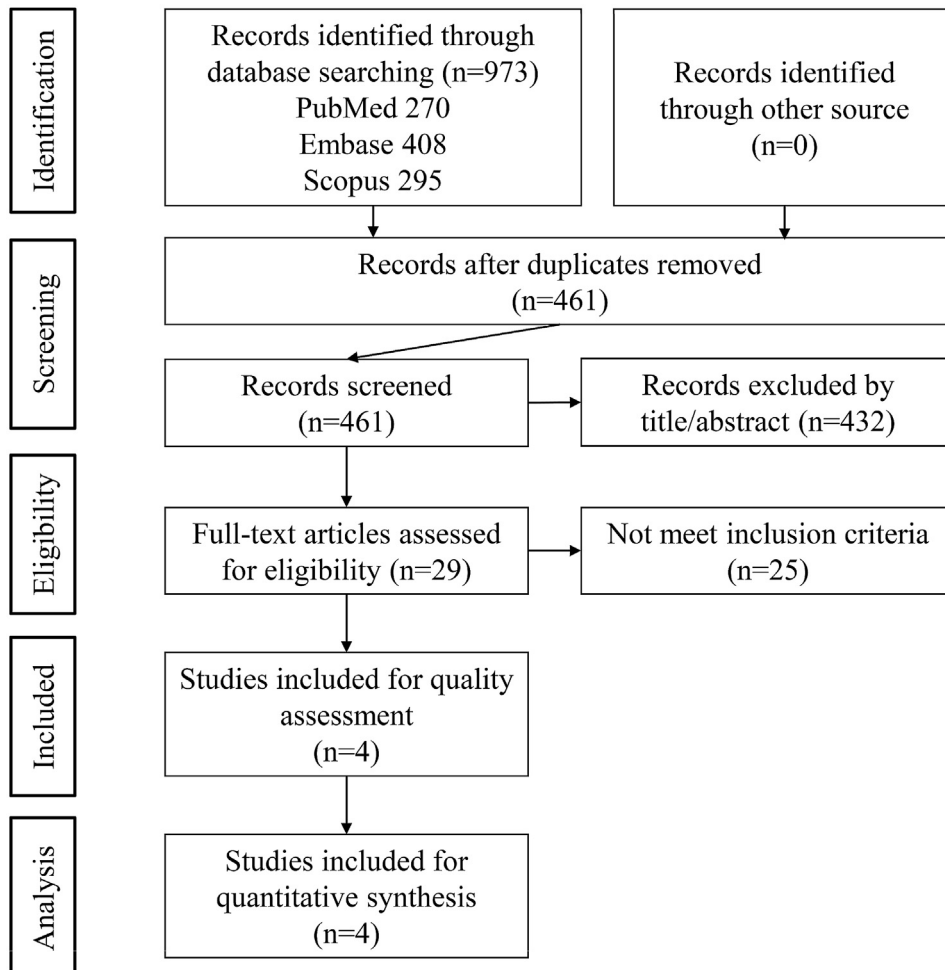 Identification
Records identified through
database searching (n=973)
PubMed 270
Embase 408
Scopus 295
Records identified
through other source
(n=0)
Screening
Records after duplicates removed
(n=461)
Records screened
(n=461)
Records excluded by
title/abstract (n=432)
Eligibility
Full-text articles assessed
for eligibility (n=29)
Not meet inclusion criteria
(n=25)
Included
Studies included for quality
assessment
(n=4)
Analysis
Studies included for
quantitative synthesis
(n=4)